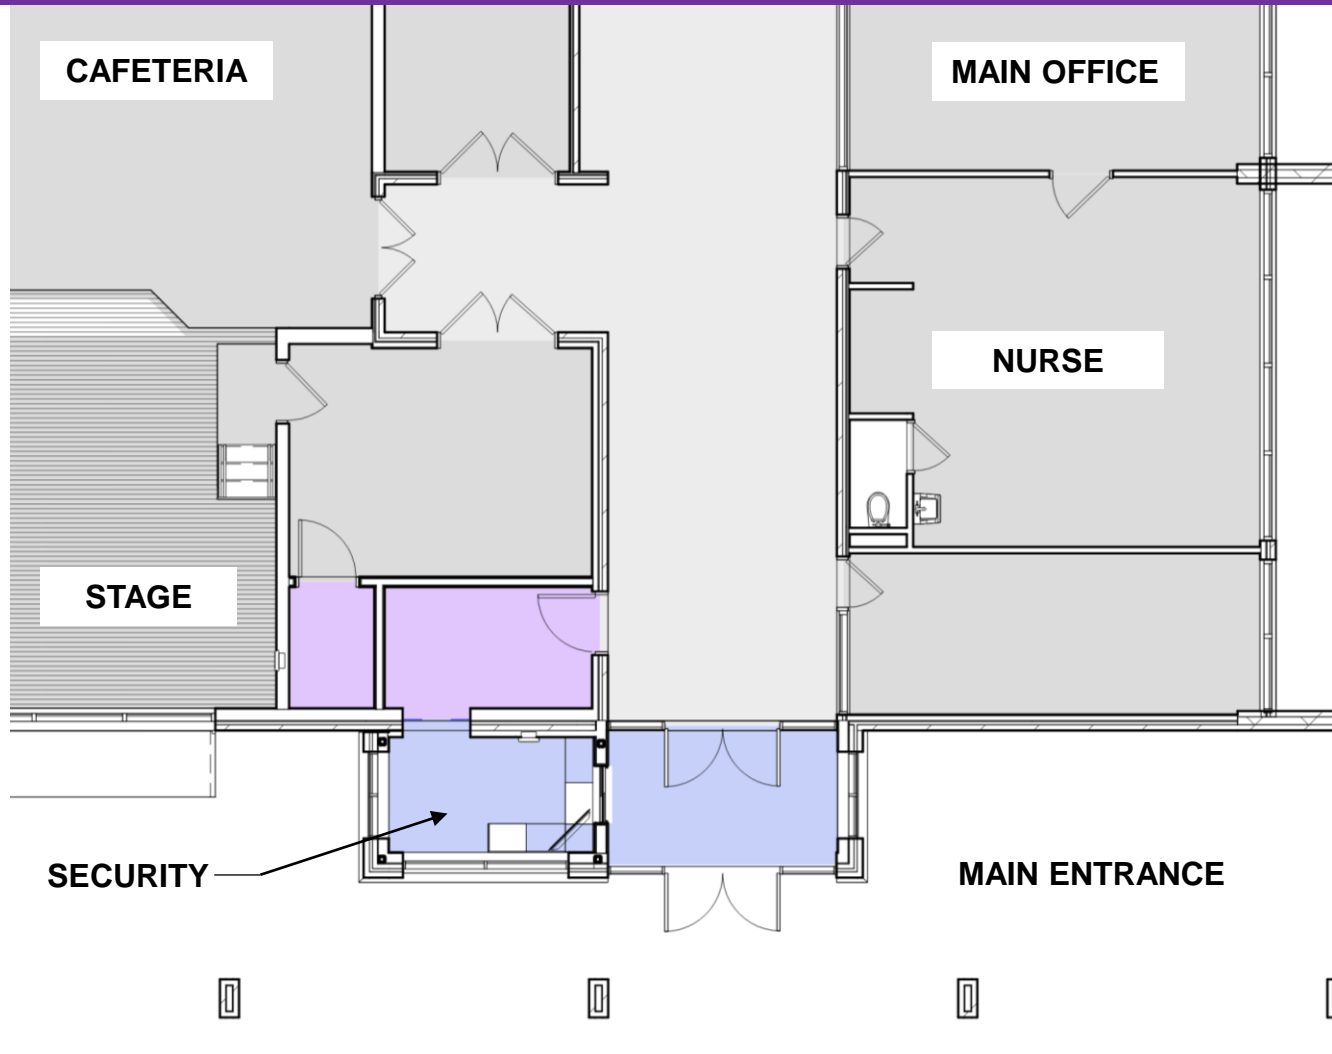 CAFETERIA
MAIN OFFICE
NURSE
STAGE
SECURITY
MAIN ENTRANCE